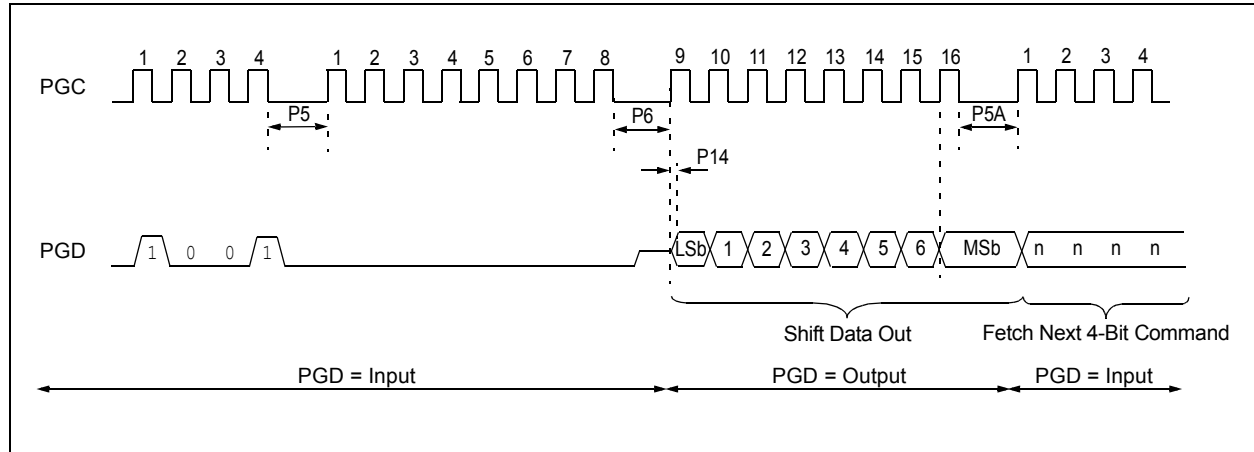 1 2 3 4 1 2 3 4 5 6 7 8 9 10 11 12 13 14 15 16 1 2 3 4
PGC
P5 P6 P5A
P14
PGD 1 0 0 1 LSb 1 2 3 4 5 6 MSb n n n n
Shift Data Out Fetch Next 4-Bit Command
PGD = Input PGD = Output PGD = Input